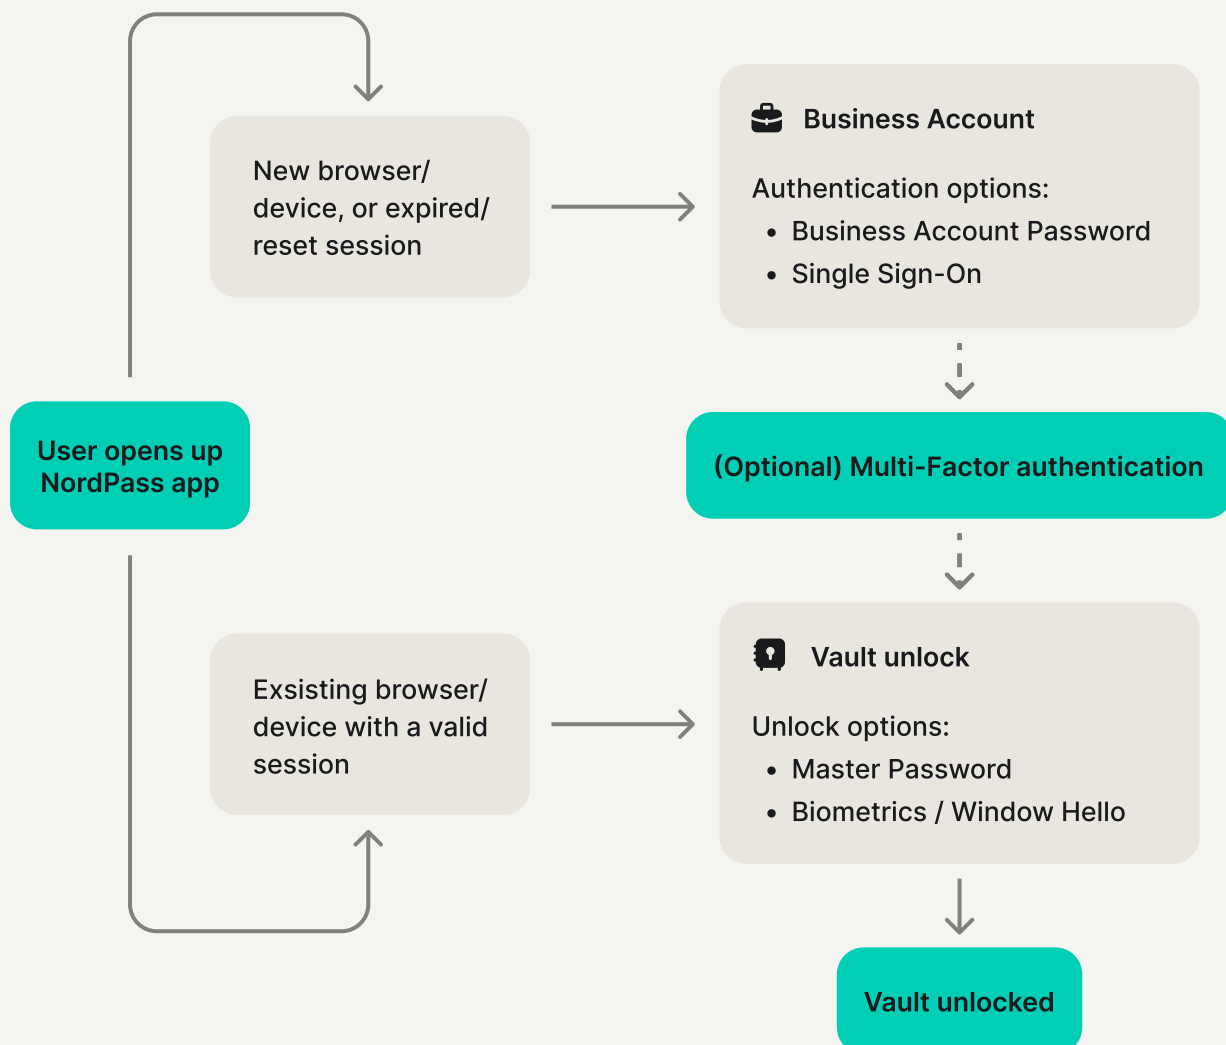 New browser/
device, or expired/
reset session
Business Account
Authentication options:
• Business Account Password
• Single Sign-On
User opens up
NordPass app
(Optional) Multi-Factor authentication
Exsisting browser/
device with a valid
session
Vault unlock
Unlock options:
• Master Password
• Biometrics / Window Hello
Vault unlocked